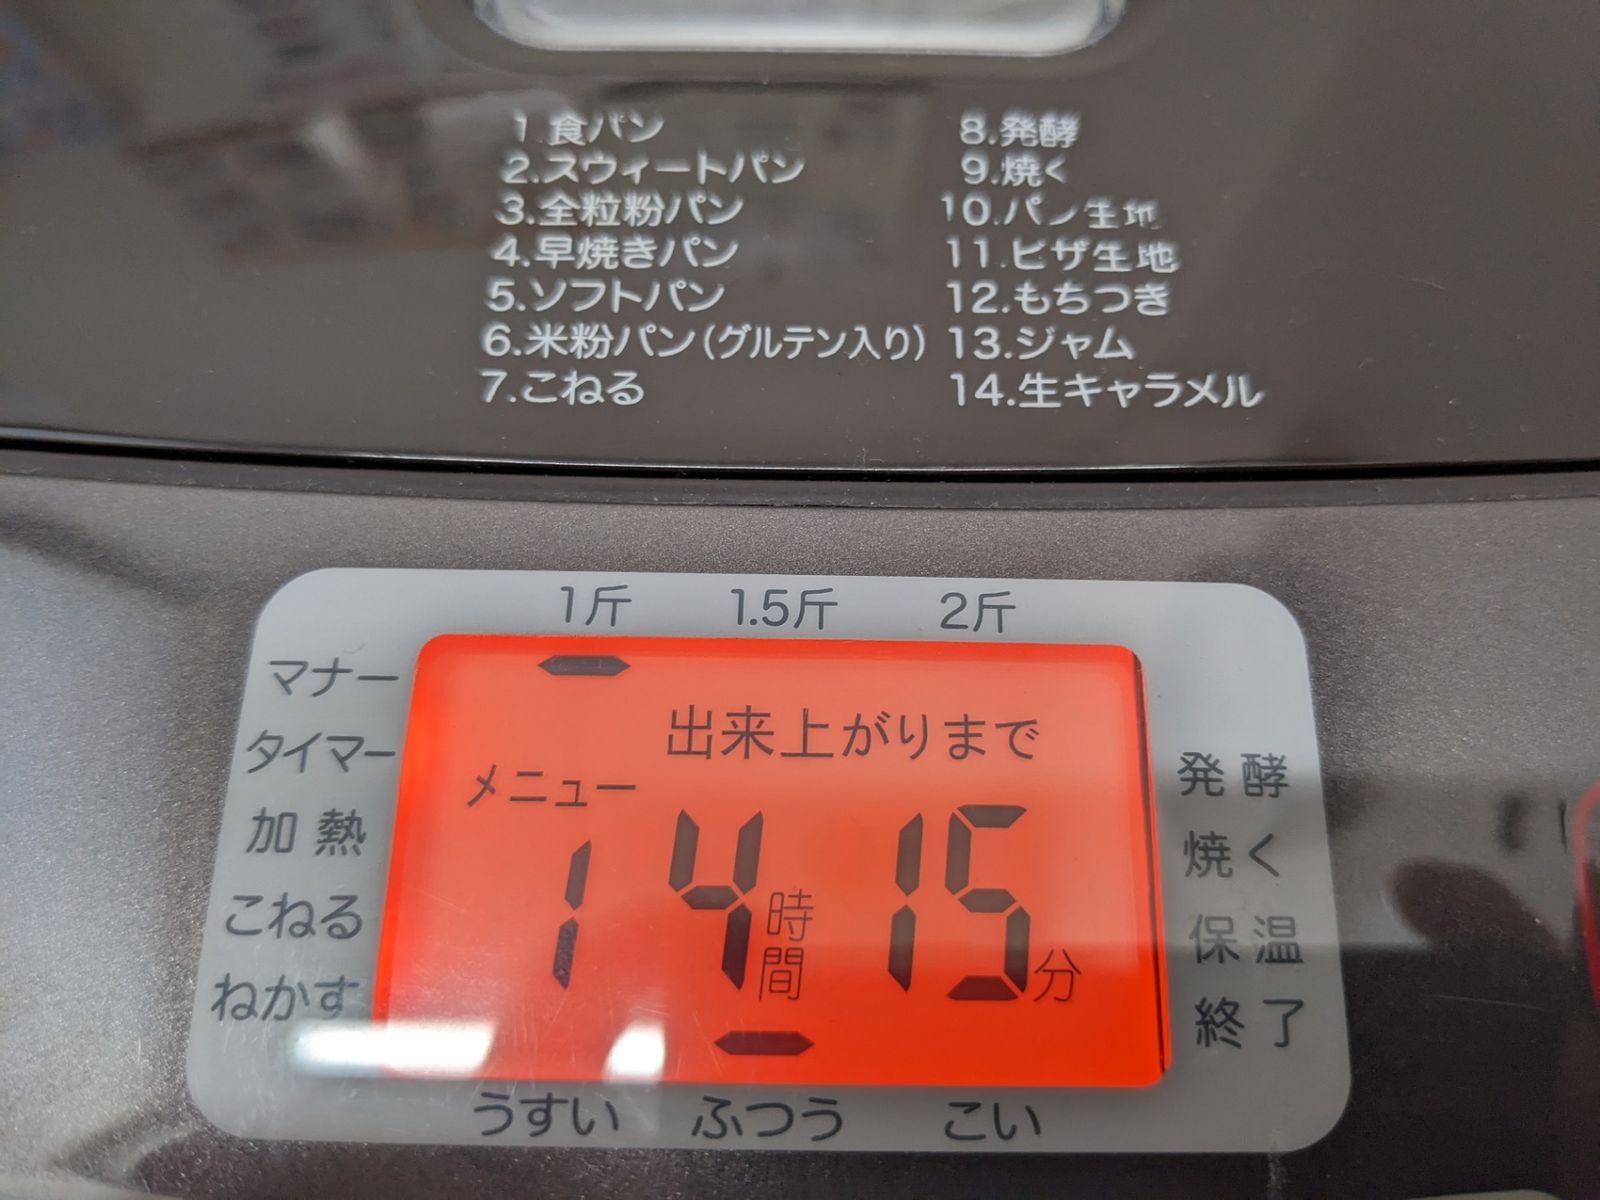 1.食パン
2.スウィートパン
3.全粒粉パン
4.早焼きパン
5.ソフトパン
6.米粉パン(グルテン入り)
7.こねる
8.発酵
9.焼く
10.パン生地
11.ピザ生地
12.もちつき
13.ジャム
14.生キャラメル
1斤 1.5斤 2斤
マナー
タイマー
加熱
こねる
ねかす
出来上がりまで
メニュー
1 4時間 15分
発酵
焼く
保温
終了
うすい ふつう こい